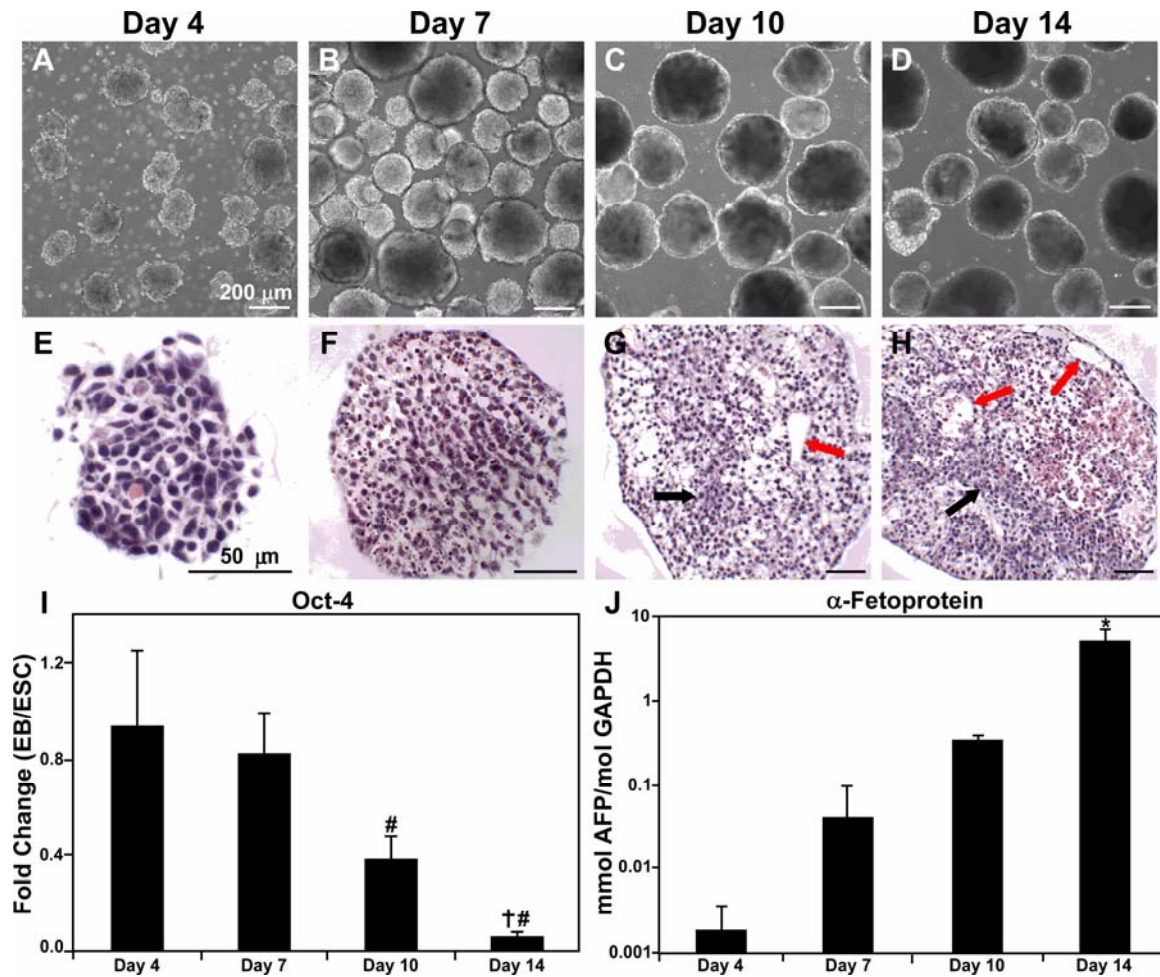 Day 4 Day 7 Day 10 Day 14
A B C D
200 μm
E F G H
50 μm
I Oct-4
Fold Change (EB/ESC)
1.2
0.8
0.4
0.0
#
†#
Day 4 Day 7 Day 10 Day 14
J α-Fetoprotein
mmol AFP/mol GAPDH
10
1
0.1
0.01
0.001
*
Day 4 Day 7 Day 10 Day 14